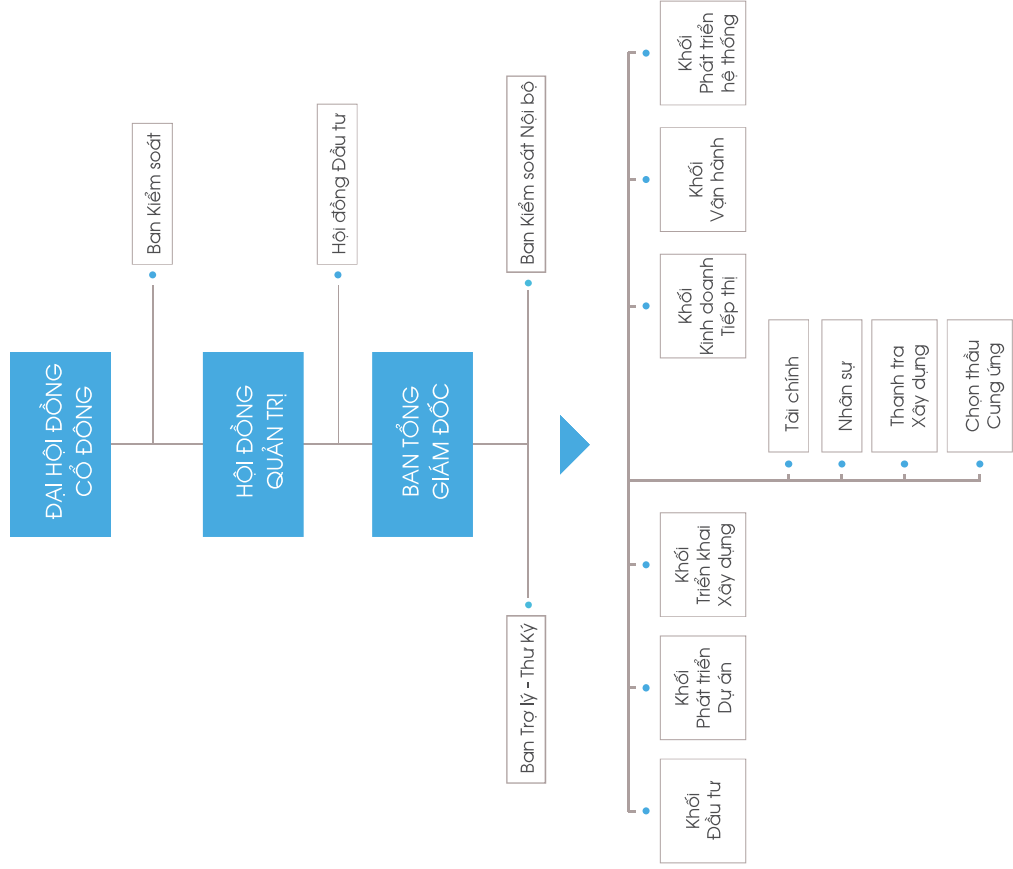 ĐẠI HỘI ĐỒNG
CỔ ĐÔNG
Ban Kiểm soát
HỘI ĐỒNG
QUẢN TRỊ
Hội đồng Đầu tư
BAN TỔNG
GIÁM ĐỐC
Ban Trợ lý - Thư Ký
Ban Kiểm soát Nội bộ
Khối
Đầu tư
Khối
Phát triển
Dự án
Khối
Triển khai
Xây dựng
Khối
Kinh doanh
Tiếp thị
Khối
Vận hành
Khối
Phát triển
hệ thống
Tài chính
Nhân sự
Thanh tra
Xây dựng
Chọn thầu
Cung ứng